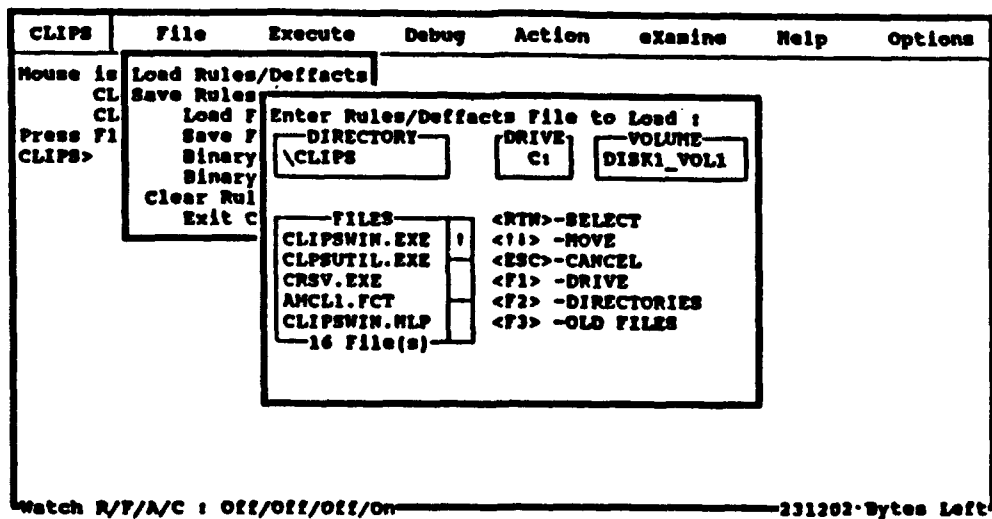 CLIPS File Execute Debug Action eXamine Help Options
Mouse is
CL
CL
Press F1
CLIPS>
Load Rules/Deffacts
Save Rules
Load F
Save F
Binary
Binary
Clear Rul
Exit C
Enter Rules/Deffacts File to Load :
DIRECTORY
\CLIPS
DRIVE
C:
VOLUME
DISK1_VOL1
FILES
CLIPSWIN.EXE
CLPSUTIL.EXE
CRSV.EXE
AMCL1.FCT
CLIPSWIN.HLP
16 File(s)
<RTN>-SELECT
<↑↓> -MOVE
<ESC>-CANCEL
<F1> -DRIVE
<F2> -DIRECTORIES
<F3> -OLD FILES
Watch R/F/A/C : Off/Off/Off/On
231202 Bytes Left